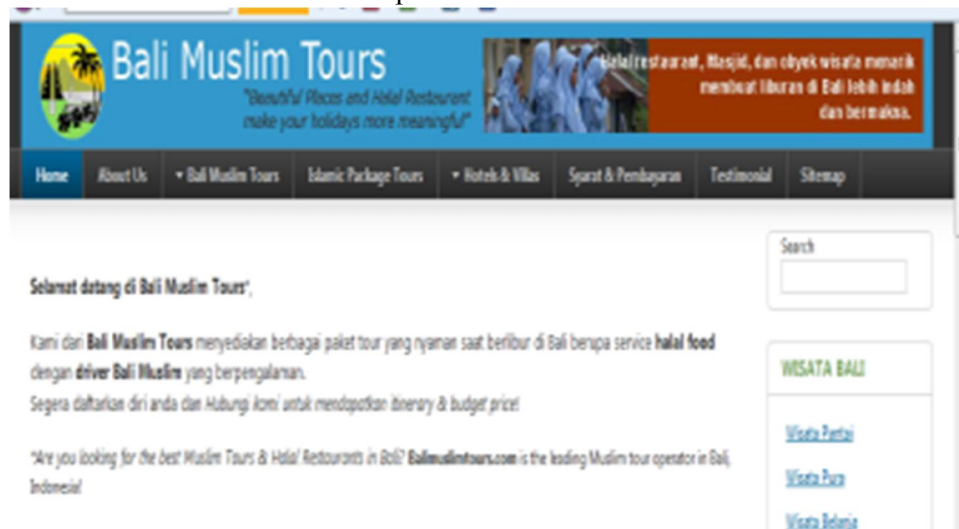 Bali Muslim Tours
"Beautiful Places and Halal Restaurant
make your holidays more meaningful"
Halal restaurant, Masjid, dan obyek wisata menarik
membuat liburan di Bali lebih indah
dan bermakna.
Home About Us Bali Muslim Tours Islamic Package Tours Hotels & Villas Syarat & Pembayaran Testimonial Sitemap
Search
Selamat datang di Bali Muslim Tours",
Kami dari Bali Muslim Tours menyediakan berbagai paket tour yang nyaman saat berlibur di Bali berupa service halal food
dengan driver Bali Muslim yang berpengalaman.
Segera daftarkan diri anda dan Hubungi kami untuk mendapatkan itinerary & budget price!
"Are you looking for the best Muslim Tours & Halal Restaurants in Bali? Balimuslimtours.com is the leading Muslim tour operator in Bali,
Indonesia!
WISATA BALI
Wisata Pantai
Wisata Pura
Wisata Belanja